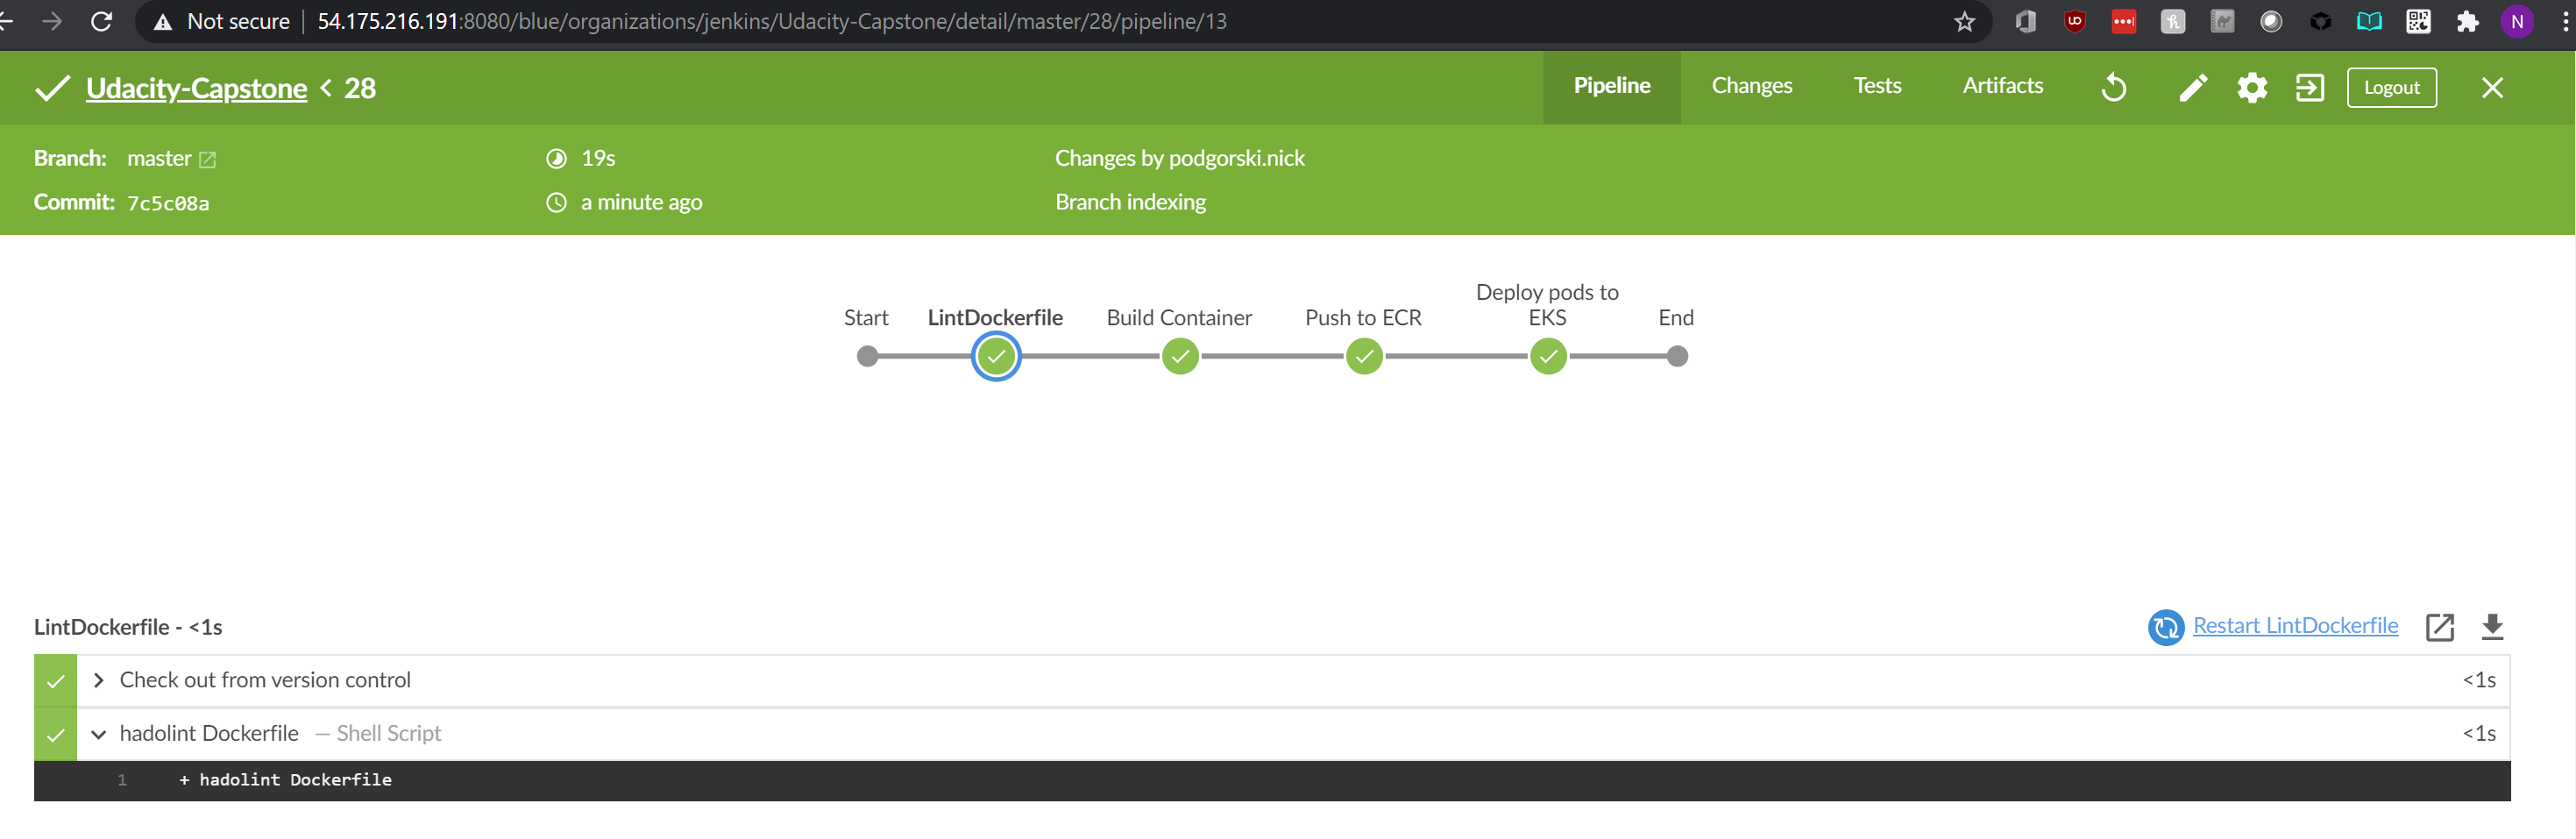 Not secure | 54.175.216.191:8080/blue/organizations/jenkins/Udacity-Capstone/detail/master/28/pipeline/13
N
Udacity-Capstone < 28
Pipeline Changes Tests Artifacts Logout
Branch: master 19s Changes by podgorski.nick
Commit: 7c5c08a a minute ago Branch indexing
Deploy pods to
Start LintDockerfile Build Container Push to ECR EKS End
LintDockerfile - <1s Restart LintDockerfile
Check out from version control <1s
hadolint Dockerfile — Shell Script <1s
1 + hadolint Dockerfile